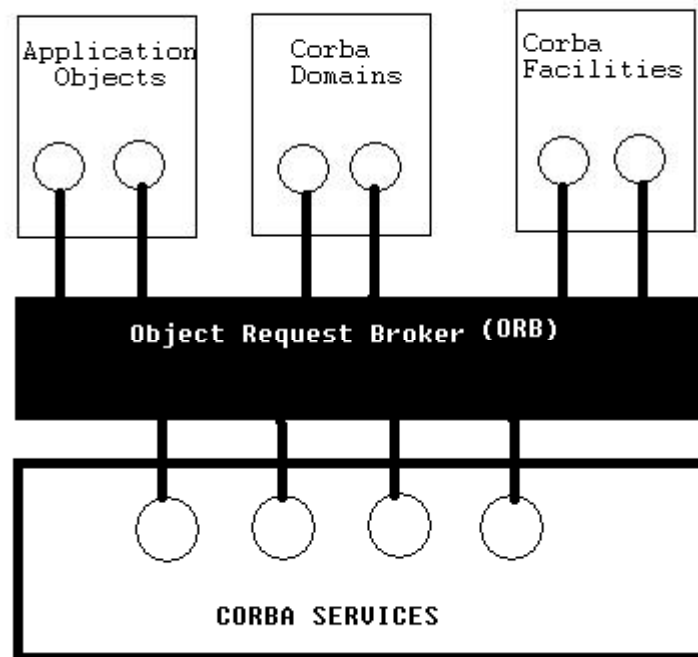 Application
Objects
Corba
Domains
Corba
Facilities
Object Request Broker (ORB)
CORBA SERVICES